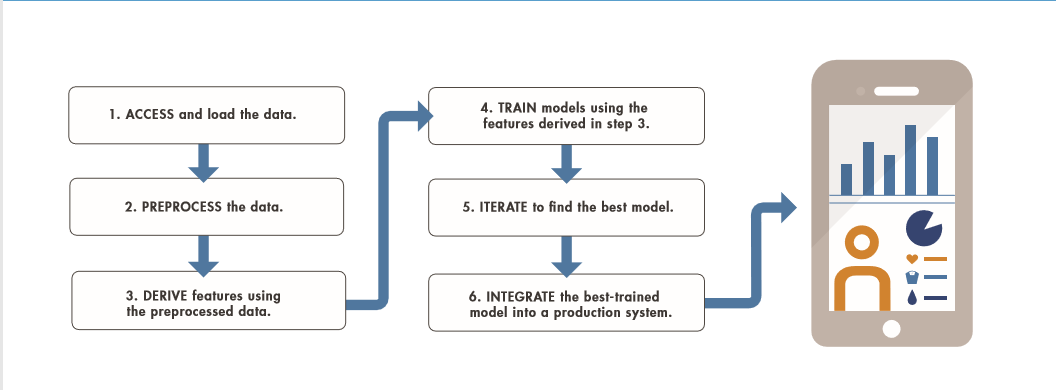 1. ACCESS and load the data.
2. PREPROCESS the data.
3. DERIVE features using
the preprocessed data.
4. TRAIN models using the
features derived in step 3.
5. ITERATE to find the best model.
6. INTEGRATE the best-trained
model into a production system.